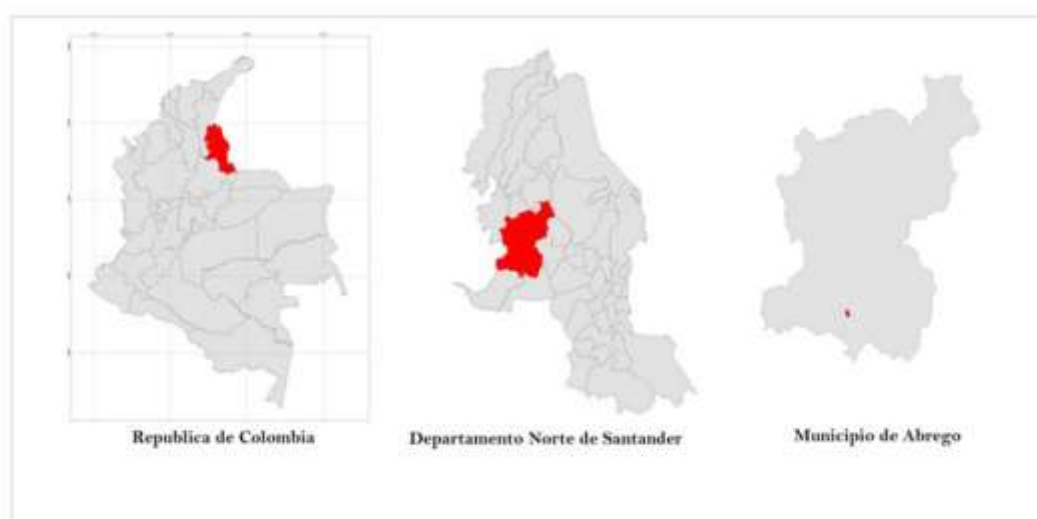 Republica de Colombia
Departamento Norte de Santander
Municipio de Abrego